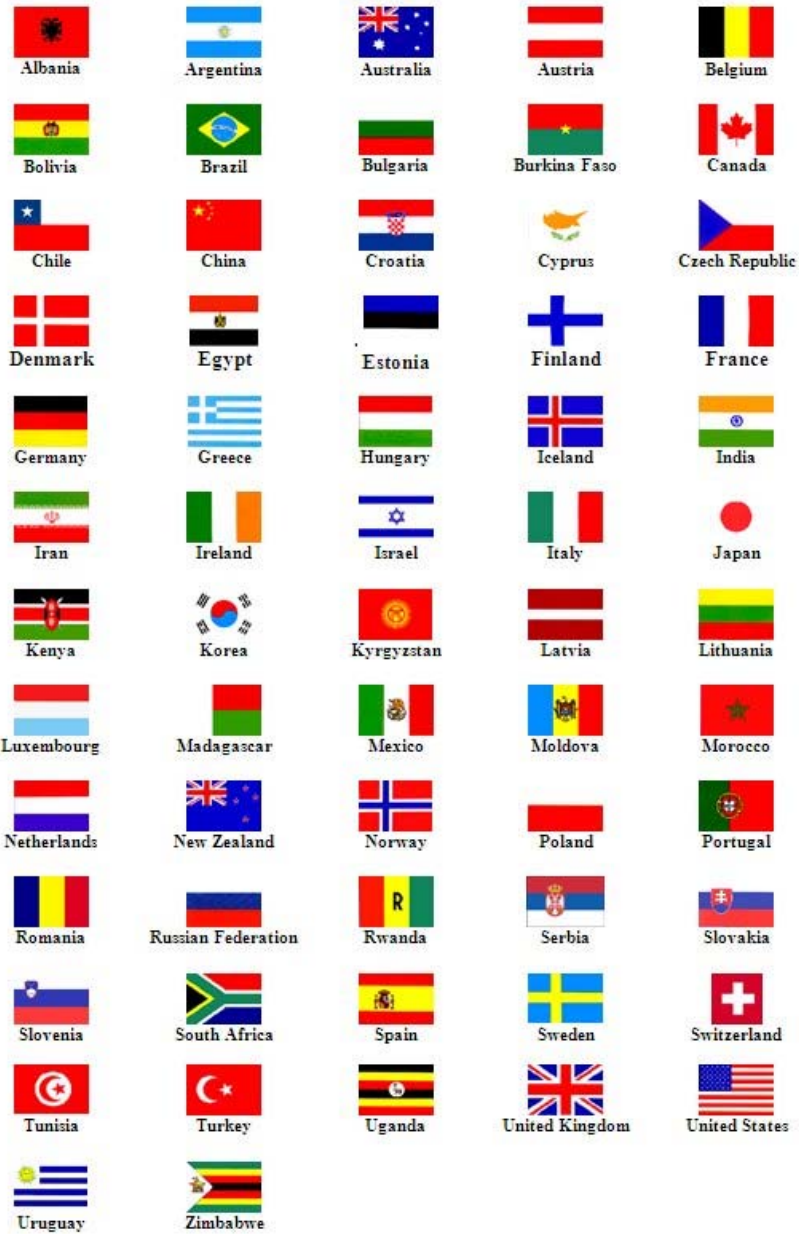 Albania Argentina Australia Austria Belgium
Bolivia Brazil Bulgaria Burkina Faso Canada
Chile China Croatia Cyprus Czech Republic
Denmark Egypt Estonia Finland France
Germany Greece Hungary Iceland India
Iran Ireland Israel Italy Japan
Kenya Korea Kyrgyzstan Latvia Lithuania
Luxembourg Madagascar Mexico Moldova Morocco
Netherlands New Zealand Norway Poland Portugal
R
Romania Russian Federation Rwanda Serbia Slovakia
Slovenia South Africa Spain Sweden Switzerland
Tunisia Turkey Uganda United Kingdom United States
Uruguay Zimbabwe